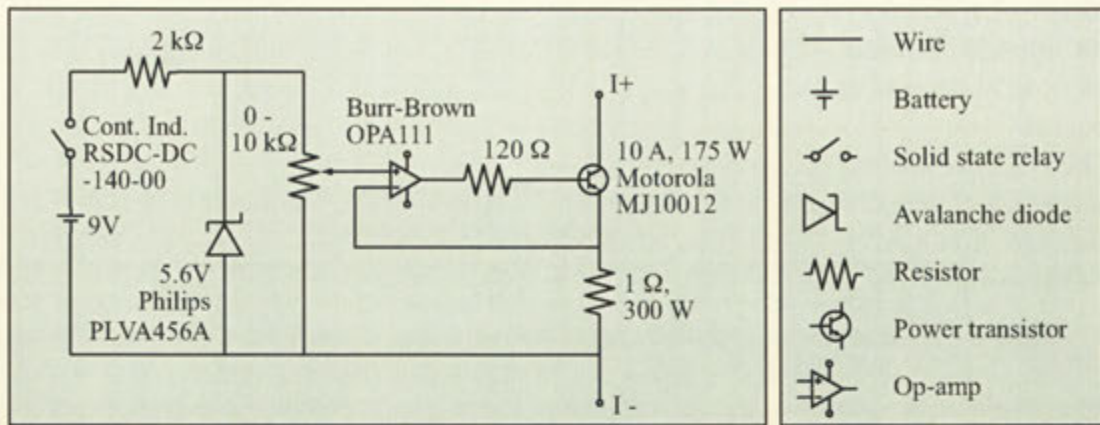 2 kΩ
Cont. Ind.
RSDC-DC
-140-00
9V
5.6V
Philips
PLVA456A
0 -
10 kΩ
Burr-Brown
OPA111
120 Ω
I+
10 A, 175 W
Motorola
MJ10012
1 Ω,
300 W
I -
Wire
Battery
Solid state relay
Avalanche diode
Resistor
Power transistor
Op-amp